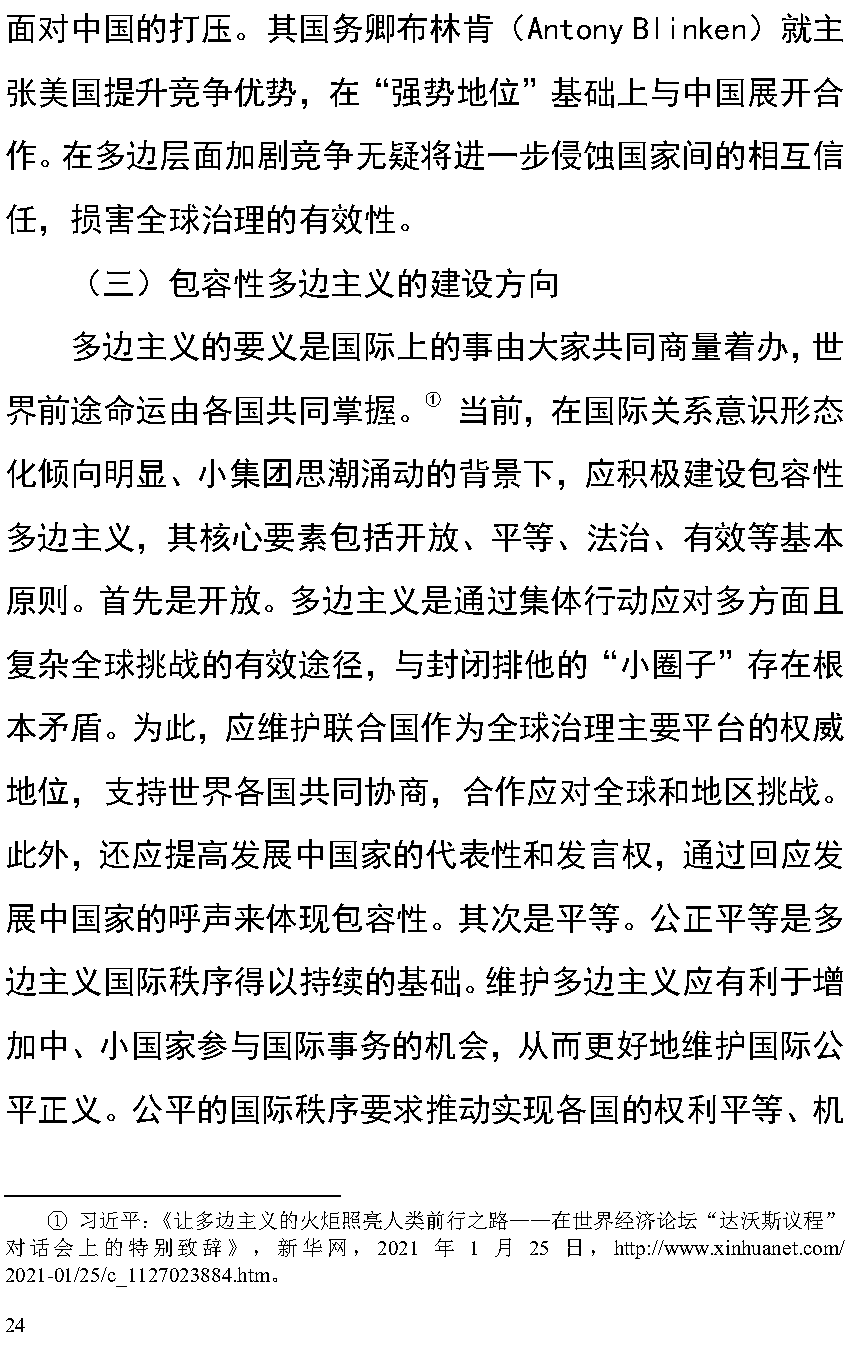 面对中国的打压。其国务卿布林肯（Antony Blinken）就主
张美国提升竞争优势，在“强势地位”基础上与中国展开合
作。在多边层面加剧竞争无疑将进一步侵蚀国家间的相互信
任，损害全球治理的有效性。
（三）包容性多边主义的建设方向
多边主义的要义是国际上的事由大家共同商量着办，世
界前途命运由各国共同掌握。① 当前，在国际关系意识形态
化倾向明显、小集团思潮涌动的背景下，应积极建设包容性
多边主义，其核心要素包括开放、平等、法治、有效等基本
原则。首先是开放。多边主义是通过集体行动应对多方面且
复杂全球挑战的有效途径，与封闭排他的“小圈子”存在根
本矛盾。为此，应维护联合国作为全球治理主要平台的权威
地位，支持世界各国共同协商，合作应对全球和地区挑战。
此外，还应提高发展中国家的代表性和发言权，通过回应发
展中国家的呼声来体现包容性。其次是平等。公正平等是多
边主义国际秩序得以持续的基础。维护多边主义应有利于增
加中、小国家参与国际事务的机会，从而更好地维护国际公
平正义。公平的国际秩序要求推动实现各国的权利平等、机
① 习近平：《让多边主义的火炬照亮人类前行之路——在世界经济论坛“达沃斯议程”
对话会上的特别致辞》，新华网，2021 年 1 月 25 日，http://www.xinhuanet.com/
2021-01/25/c_1127023884.htm。
24